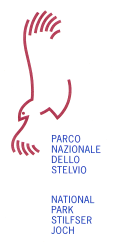 PARCO
NAZIONALE
DELLO
STELVIO
NATIONAL
PARK
STILFSER
JOCH